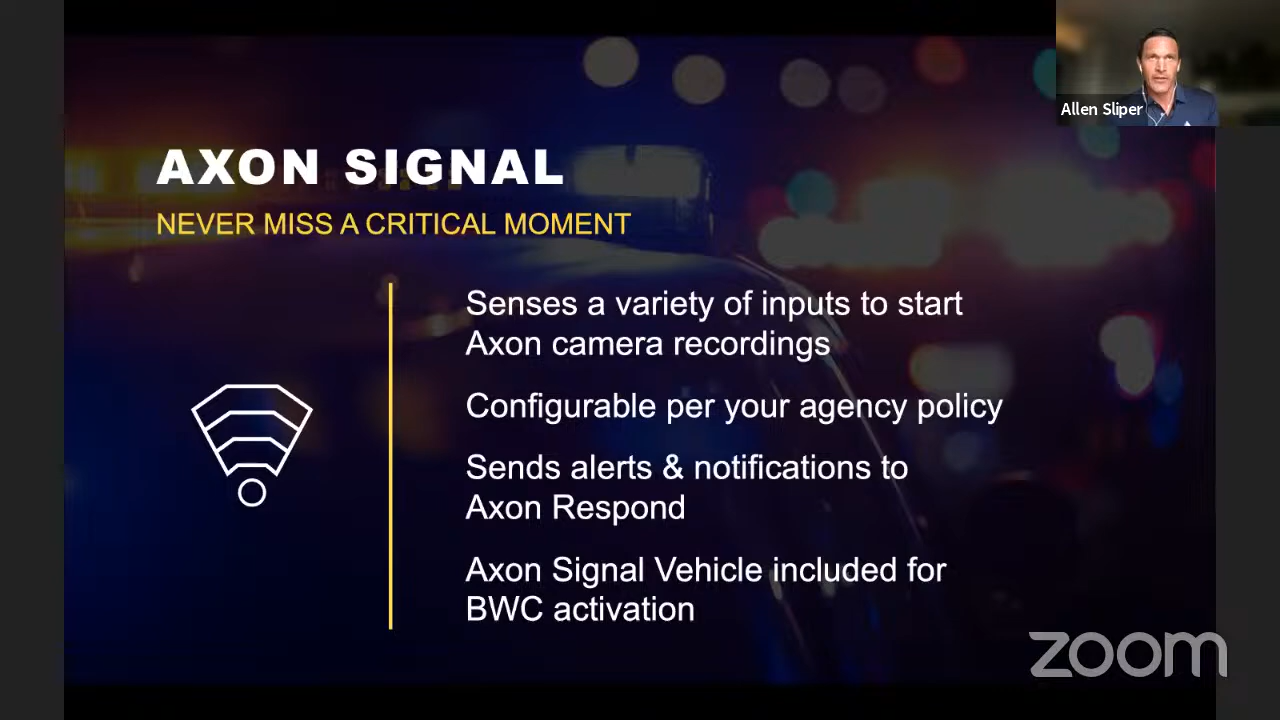 Allen Sliper
AXON SIGNAL
NEVER MISS A CRITICAL MOMENT
Senses a variety of inputs to start
Axon camera recordings
Configurable per your agency policy
Sends alerts & notifications to
Axon Respond
Axon Signal Vehicle included for
BWC activation
zoom